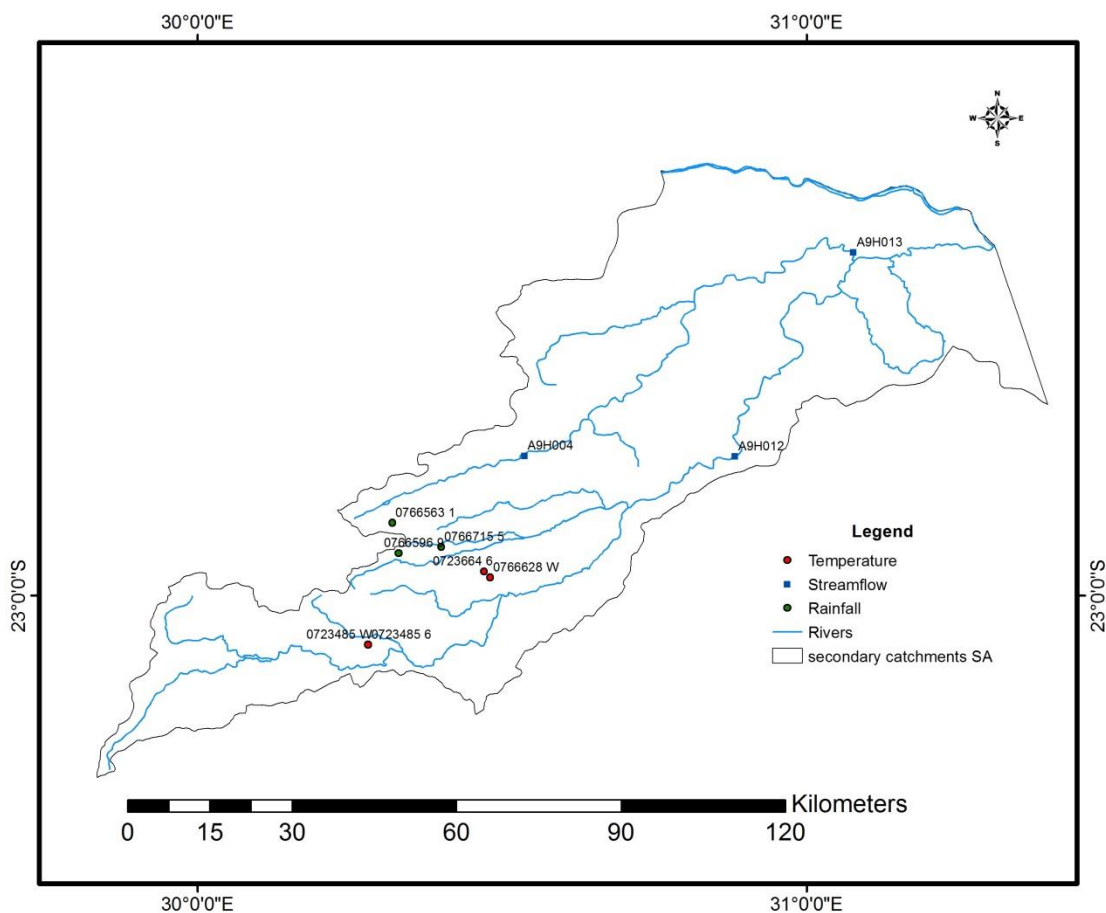 30°0'0"E 31°0'0"E
N
W E
S
A9H013
A9H004
A9H012
0766563 1
0766715 5
0766596 9
0723664 6
0766628 W
0723485 W0723485 6
23°0'0"S 23°0'0"S
Legend
Temperature
Streamflow
Rainfall
Rivers
secondary catchments SA
Kilometers
0 15 30 60 90 120
30°0'0"E 31°0'0"E